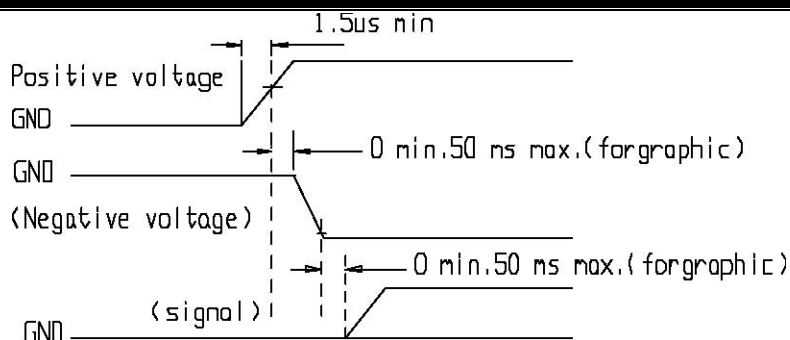 1.5us min
Positive voltage
GND
0 min.50 ms max.(forgraphic)
GND
(Negative voltage)
0 min.50 ms max.(forgraphic)
(signal)
GND